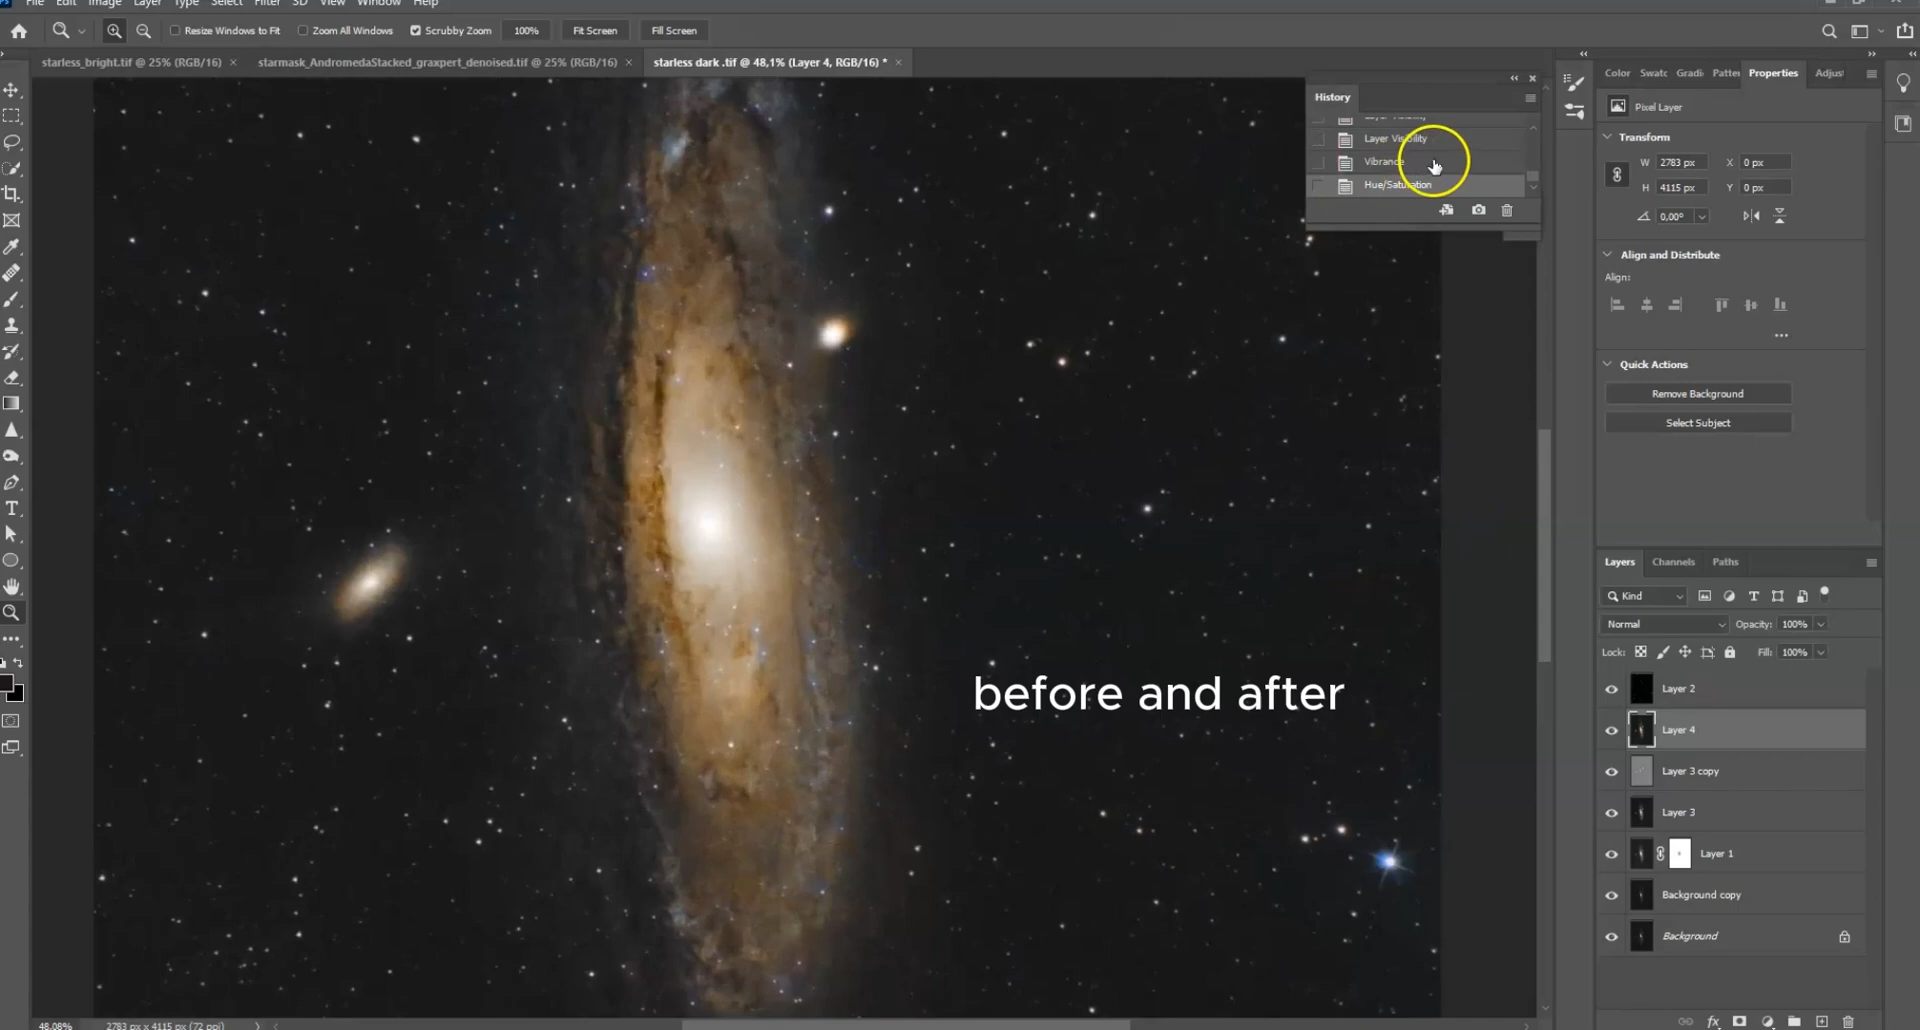 File Edit Image Layer Type Select Filter 3D View Window Help
Resize Windows to Fit Zoom All Windows Scrubby Zoom 100% Fit Screen Fill Screen
starless_bright.tif @ 25% (RGB/16) × starmask_AndromedaStacked_graxpert_denoised.tif @ 25% (RGB/16) × starless dark .tif @ 48,1% (Layer 4, RGB/16) * ×
History
Layer Visibility
Layer Visibility
Vibrance
Hue/Saturation
Color Swatc Gradi Patter Properties Adjus
Pixel Layer
Transform
W 2783 px X 0 px
H 4115 px Y 0 px
0,00°
Align and Distribute
Align:
Quick Actions
Remove Background
Select Subject
before and after
Layers Channels Paths
Kind
Normal Opacity: 100%
Lock: Fill: 100%
Layer 2
Layer 4
Layer 3 copy
Layer 3
Layer 1
Background copy
Background
fx
48.08% 2783 px x 4115 px (72 ppi)